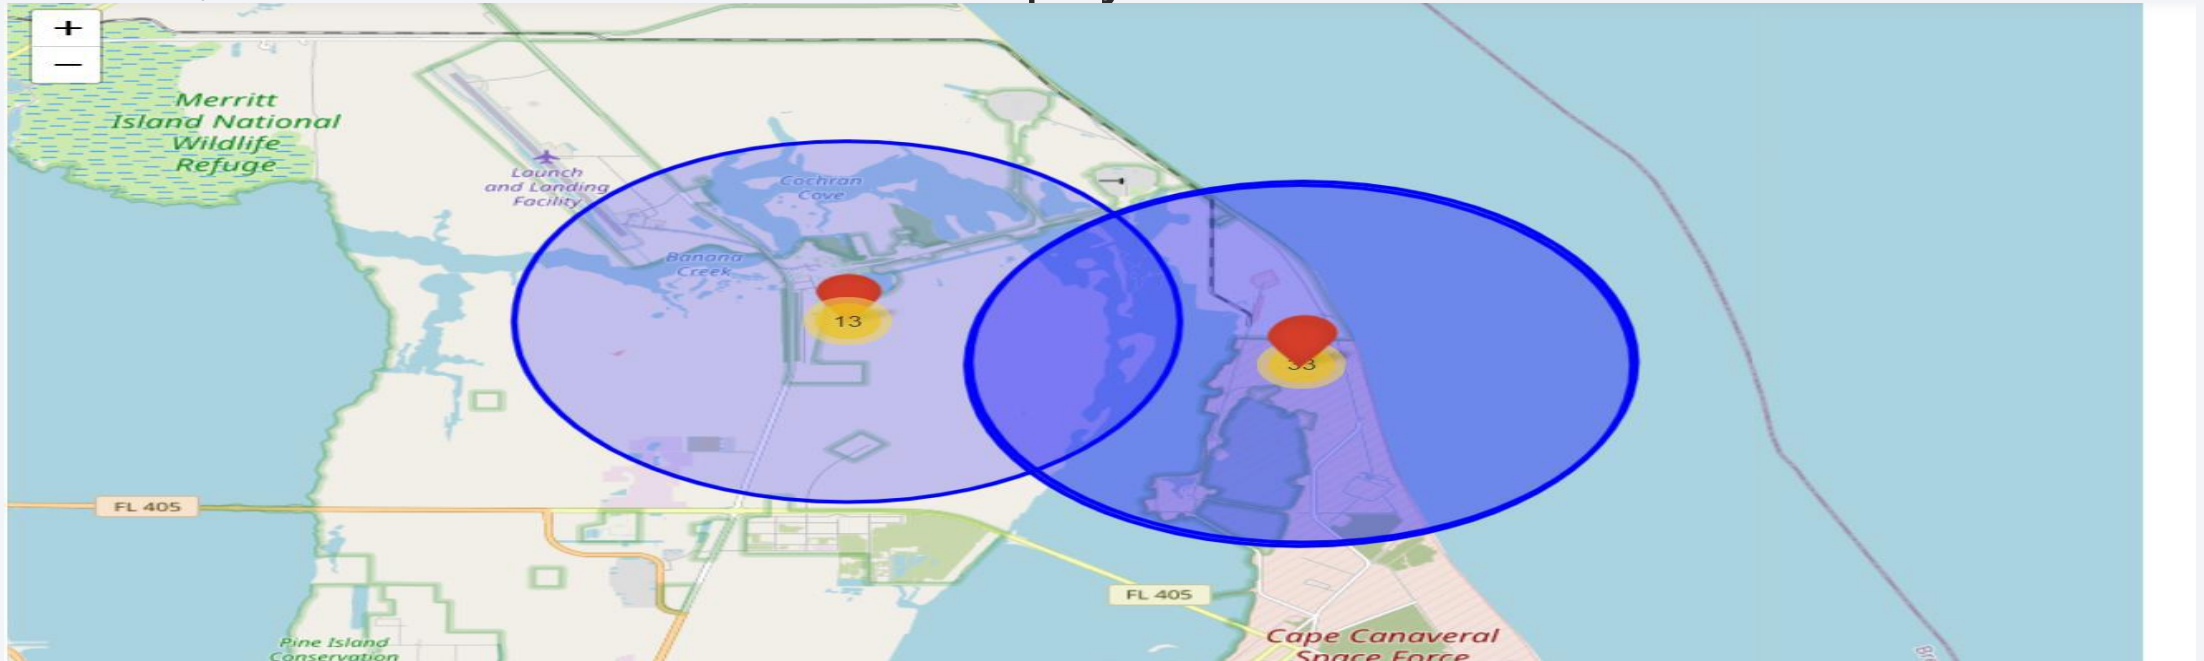 +
−
Merritt
Island National
Wildlife
Refuge
Launch
and Landing
Facility
Cochran
Cove
Banana
Creek
13
33
FL 405
FL 405
Pine Island
Conservation
Cape Canaveral
Space Force